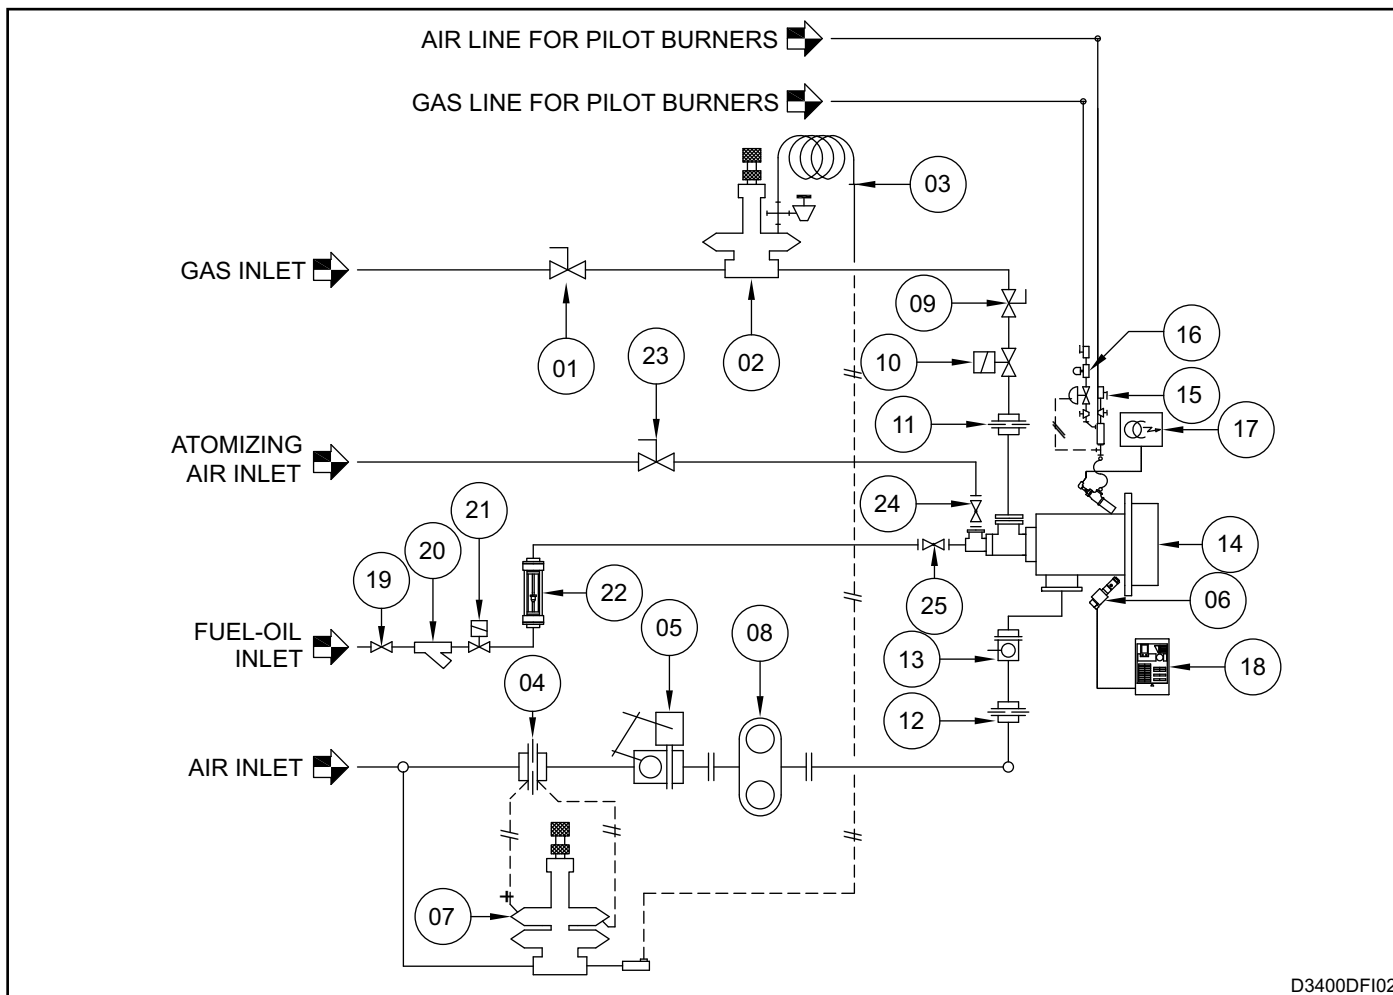 AIR LINE FOR PILOT BURNERS
GAS LINE FOR PILOT BURNERS
03
GAS INLET
09
01
02
16
23
10
15
11
17
ATOMIZING
AIR INLET
21
24
20
14
19
22
25
06
05
08
FUEL-OIL
INLET
13
18
04
12
AIR INLET
07
D3400DFI02